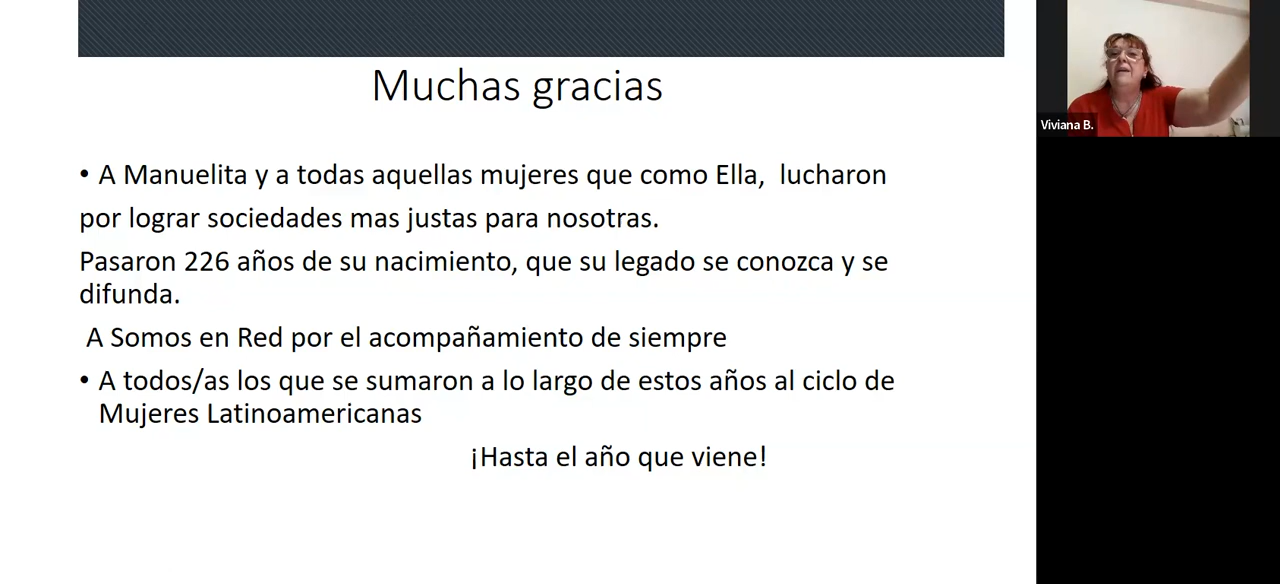 Muchas gracias
• A Manuelita y a todas aquellas mujeres que como Ella,  lucharon
por lograr sociedades mas justas para nosotras.
Pasaron 226 años de su nacimiento, que su legado se conozca y se
difunda.
A Somos en Red por el acompañamiento de siempre
• A todos/as los que se sumaron a lo largo de estos años al ciclo de
Mujeres Latinoamericanas
¡Hasta el año que viene!
Viviana B.